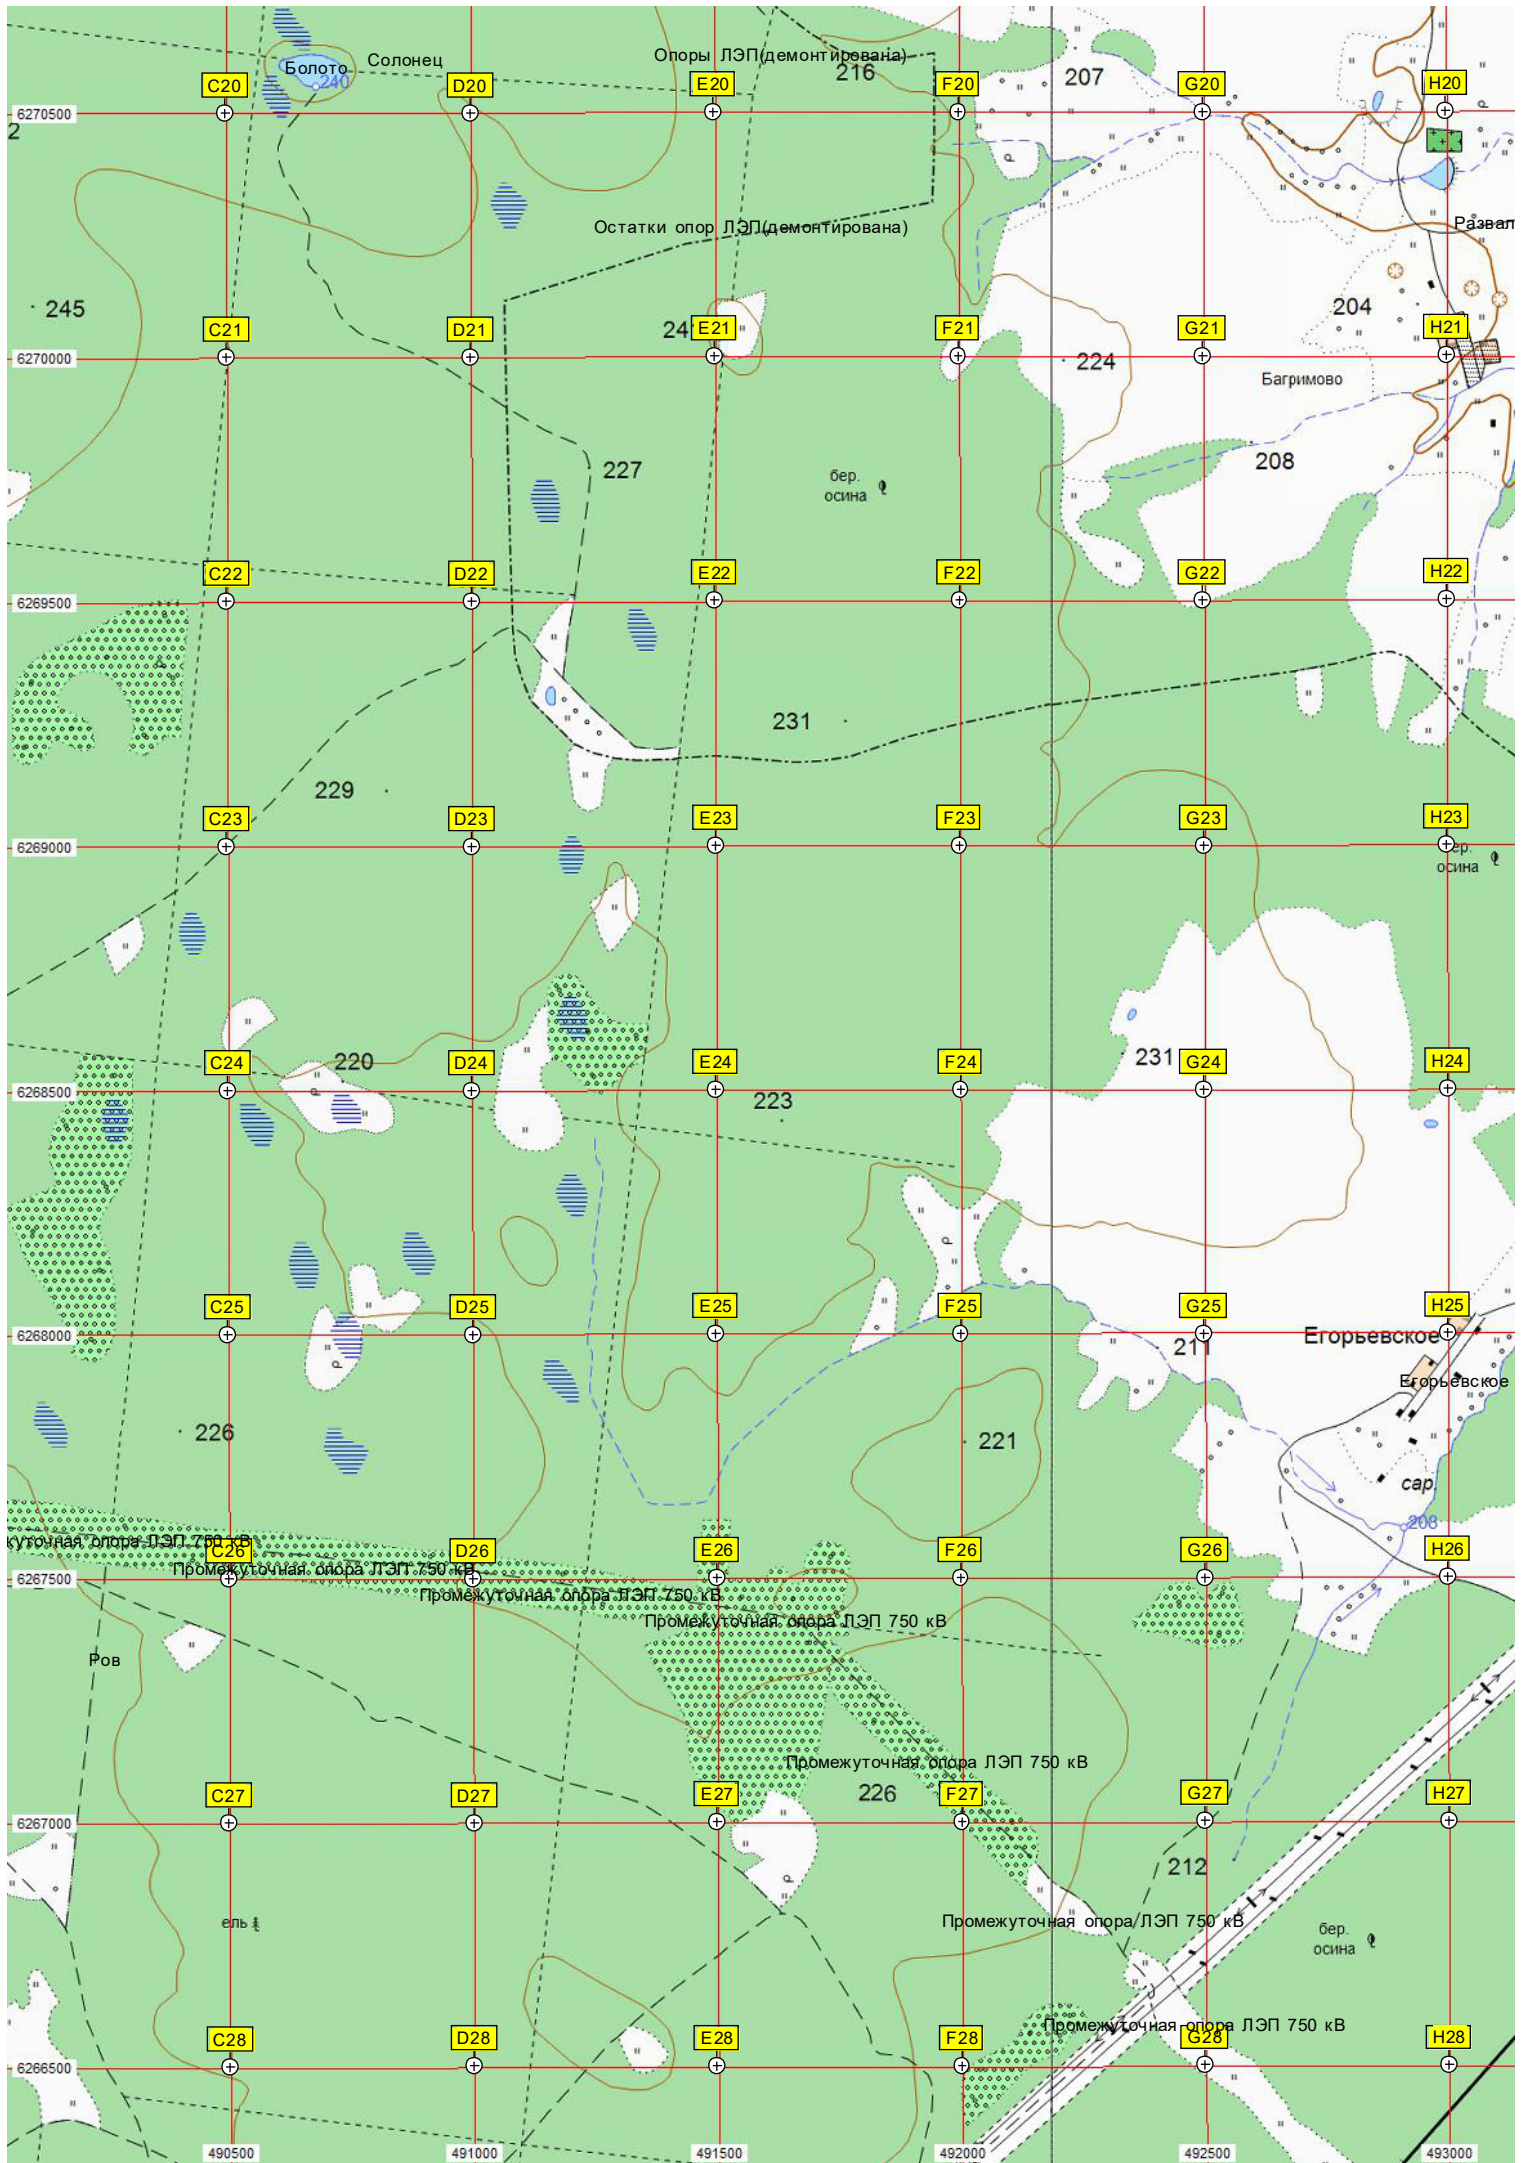 Солонец
Опоры ЛЭП(демонтирована)
Болото
240
216
207
C20
D20
E20
F20
G20
H20
6270500
2
Остатки опор ЛЭП(демонтирована)
Развал
245
204
C21
D21
24
E21
F21
G21
H21
6270000
224
Багримово
227
208
бер.
осина
C22
D22
E22
F22
G22
H22
6269500
231
229
C23
D23
E23
F23
G23
H23
6269000
ер.
осина
C24
220
D24
E24
F24
231
G24
H24
6268500
223
C25
D25
E25
F25
G25
H25
6268000
211
Егорьевское
Егорьевское
226
221
сар.
208
куточная опора ЛЭП 750 кВ
C26
D26
E26
F26
G26
H26
Промежуточная опора ЛЭП 750 кВ
6267500
Промежуточная опора ЛЭП 750 кВ
Промежуточная опора ЛЭП 750 кВ
Ров
Промежуточная опора ЛЭП 750 кВ
226
C27
D27
E27
F27
G27
H27
6267000
212
ель
Промежуточная опора ЛЭП 750 кВ
бер.
осина
Промежуточная опора ЛЭП 750 кВ
C28
D28
E28
F28
G28
H28
6266500
490500
491000
491500
492000
492500
493000